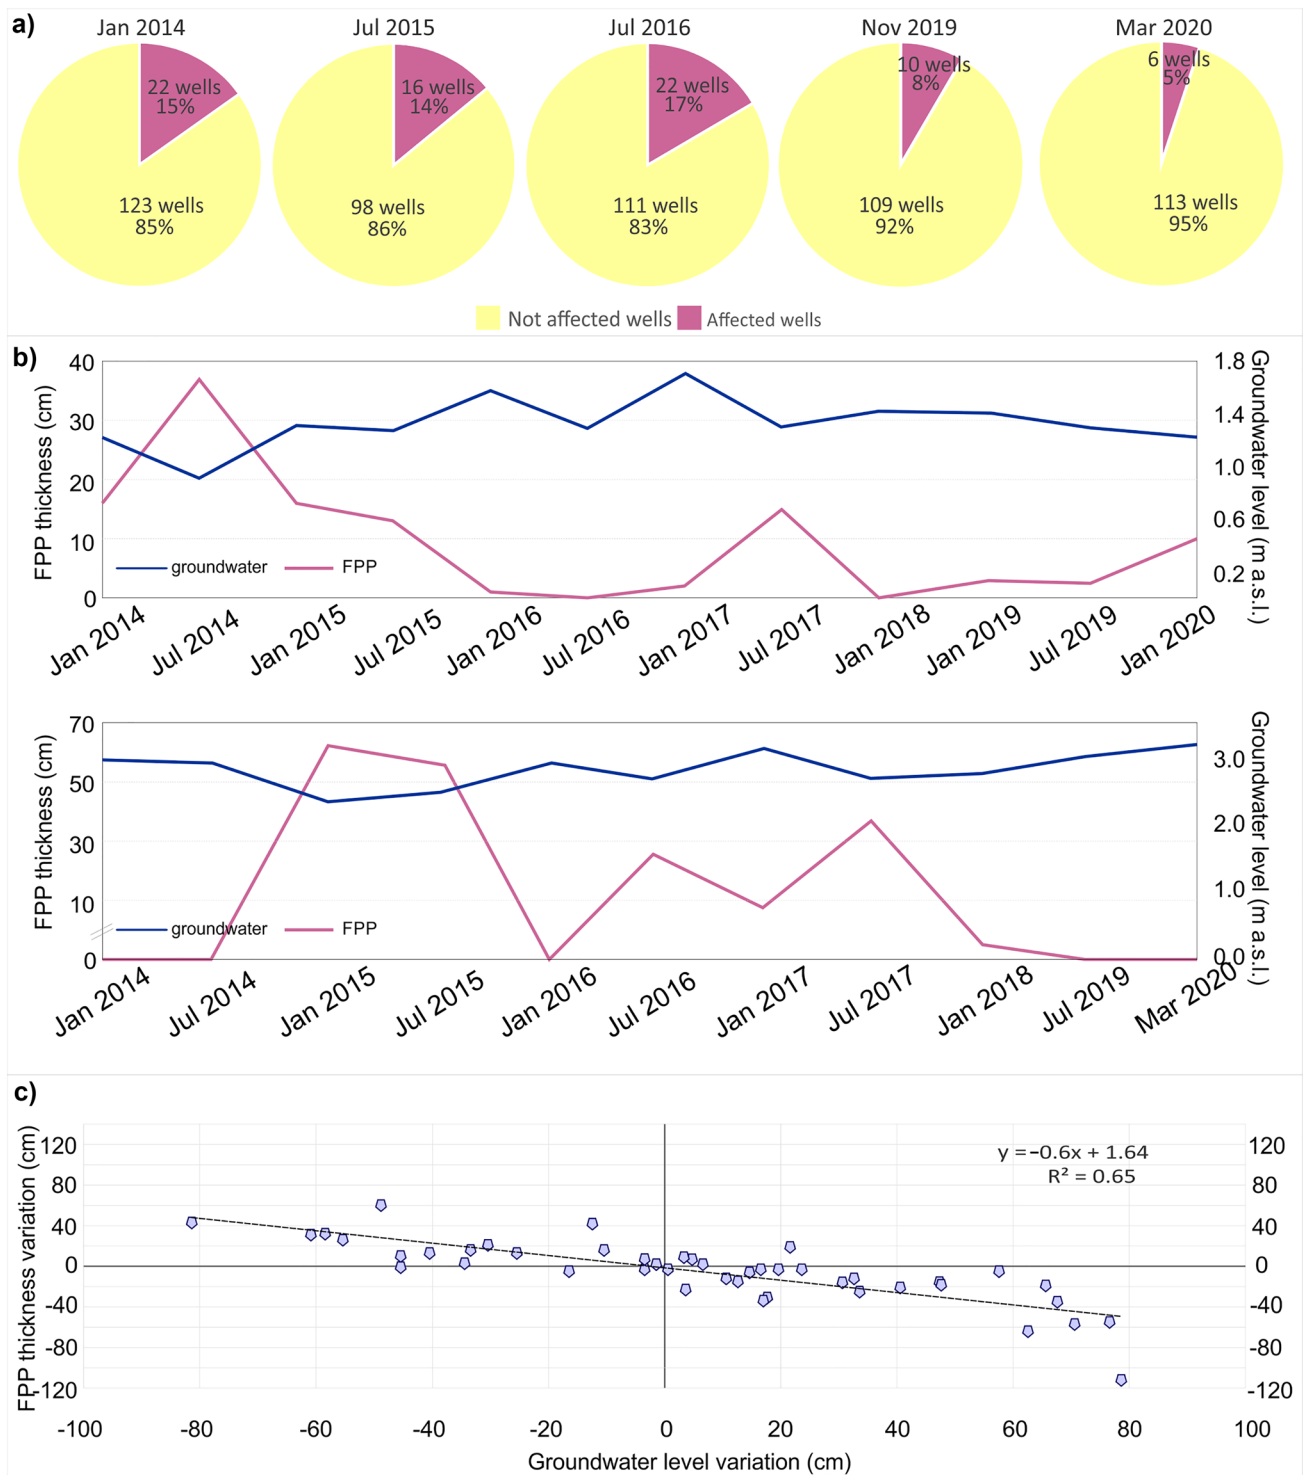 a)
Jan 2014
Jul 2015
Jul 2016
Nov 2019
Mar 2020
22 wells
15%
16 wells
14%
22 wells
17%
10 wells
8%
6 wells
5%
123 wells
85%
98 wells
86%
111 wells
83%
109 wells
92%
113 wells
95%
Not affected wells
Affected wells
b)
FPP thickness (cm)
40
30
20
10
0
Groundwater level (m a.s.l.)
1.8
1.4
1.0
0.6
0.2
groundwater
FPP
Jan 2014
Jul 2014
Jan 2015
Jul 2015
Jan 2016
Jul 2016
Jan 2017
Jul 2017
Jan 2018
Jan 2019
Jul 2019
Jan 2020
FPP thickness (cm)
70
50
30
10
0
Groundwater level (m a.s.l.)
3.0
2.0
1.0
0.0
groundwater
FPP
Jan 2014
Jul 2014
Jan 2015
Jul 2015
Jan 2016
Jul 2016
Jan 2017
Jul 2017
Jan 2018
Jul 2019
Mar 2020
c)
FPP thickness variation (cm)
120
80
40
0
-40
-80
-120
y = −0.6x + 1.64
R² = 0.65
120
80
40
0
-40
-80
-120
-100
-80
-60
-40
-20
0
20
40
60
80
100
Groundwater level variation (cm)